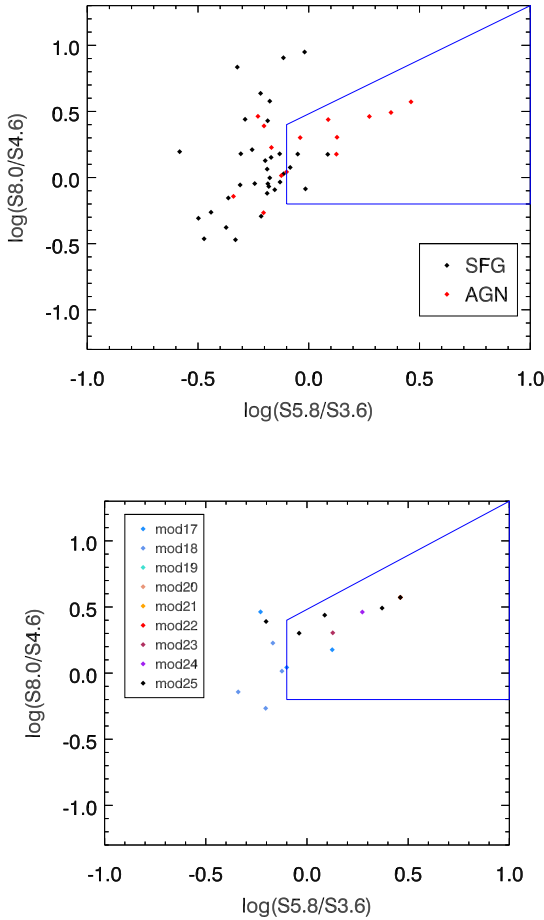 1.0
0.5
0.0
-0.5
-1.0
log(S8.0/S4.6)
SFG
AGN
-1.0 -0.5 0.0 0.5 1.0
log(S5.8/S3.6)
1.0
0.5
0.0
-0.5
-1.0
log(S8.0/S4.6)
mod17
mod18
mod19
mod20
mod21
mod22
mod23
mod24
mod25
-1.0 -0.5 0.0 0.5 1.0
log(S5.8/S3.6)